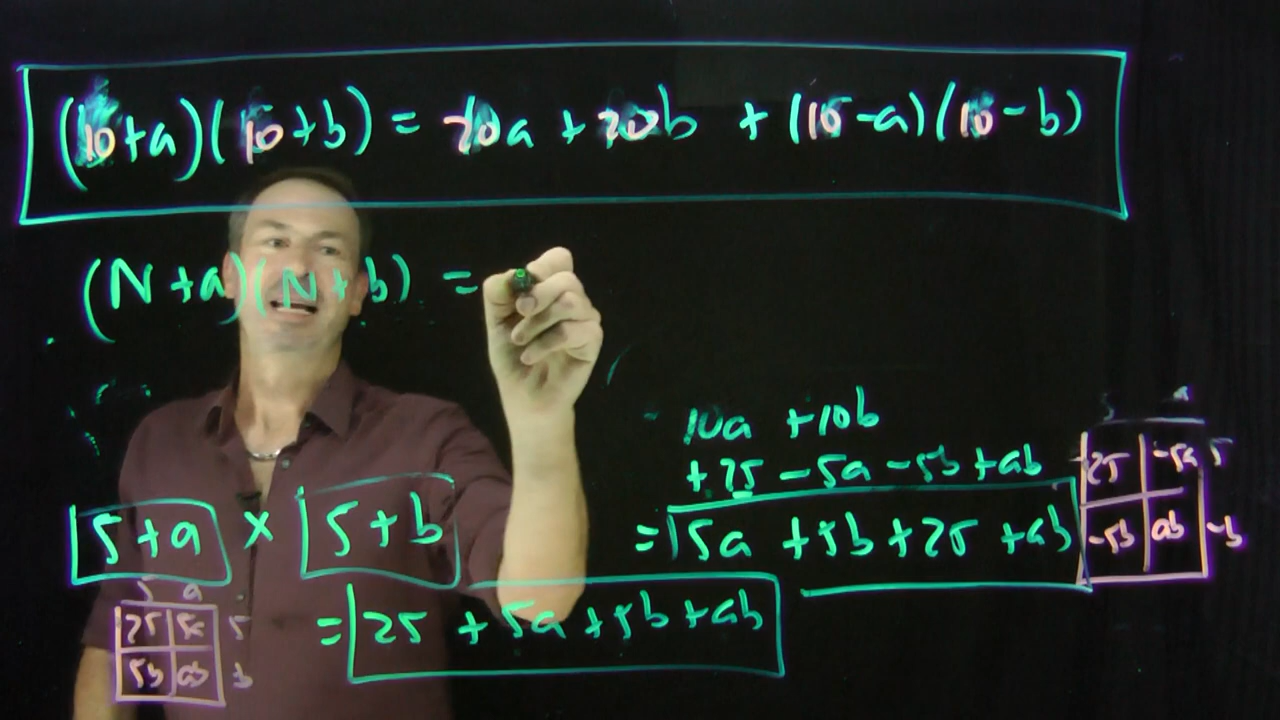 (10+a)(10+b) = 20a + 20b + (10-a)(10-b)
(N+a)(N+b) =
10a +10b
+25 -5a -5b +ab
= 5a +5b +25 +ab
5 a
25 -5a 5
-5b ab -b
5+a × 5+b
= 25 +5a +5b +ab
5 a
25 5a 5
5b ab b